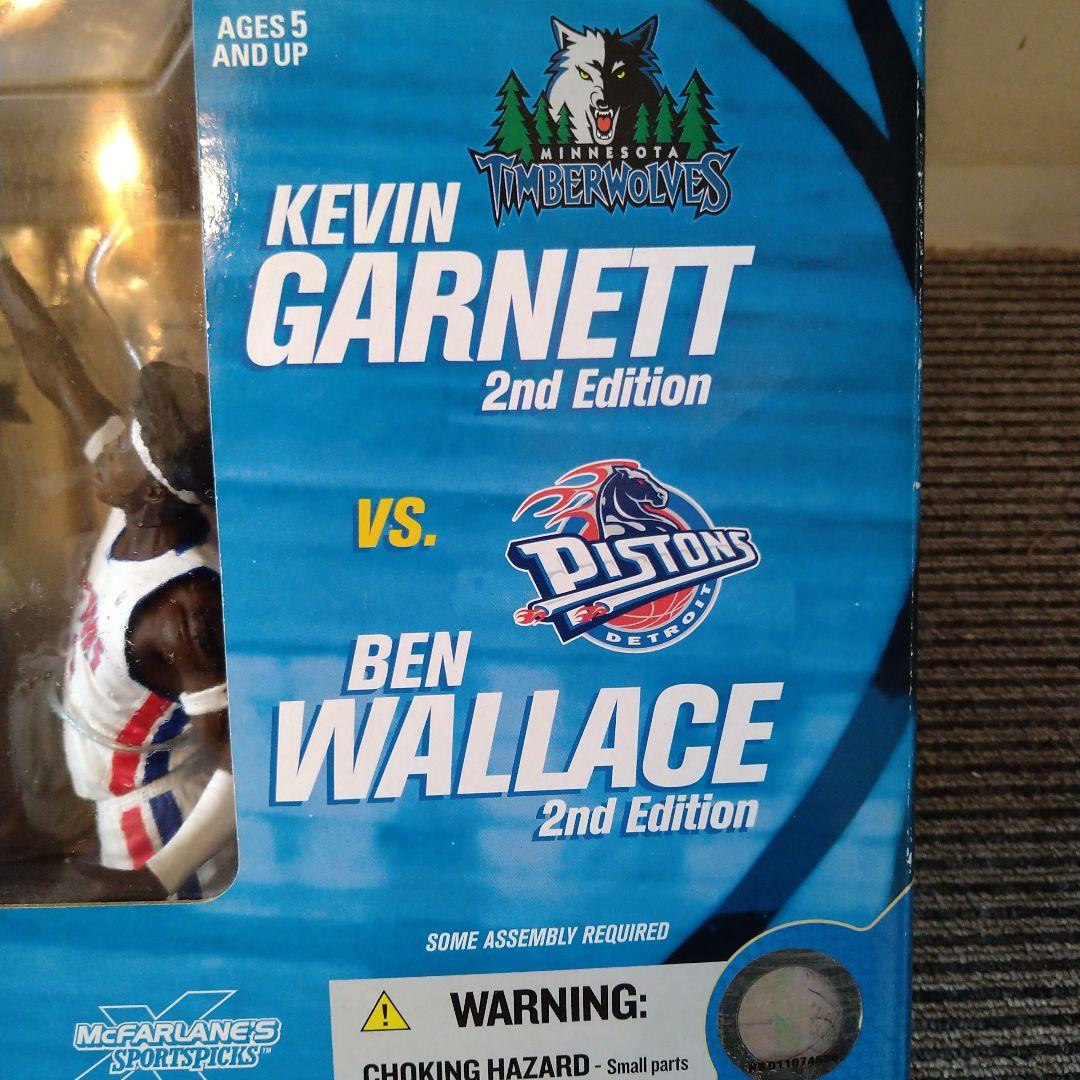 AGES 5
AND UP
MINNESOTA
TIMBERWOLVES
KEVIN
GARNETT
2nd Edition
VS.
PISTONS
DETROIT
BEN
WALLACE
2nd Edition
SOME ASSEMBLY REQUIRED
McFARLANE'S
SPORTSPICKS™
WARNING:
CHOKING HAZARD - Small parts